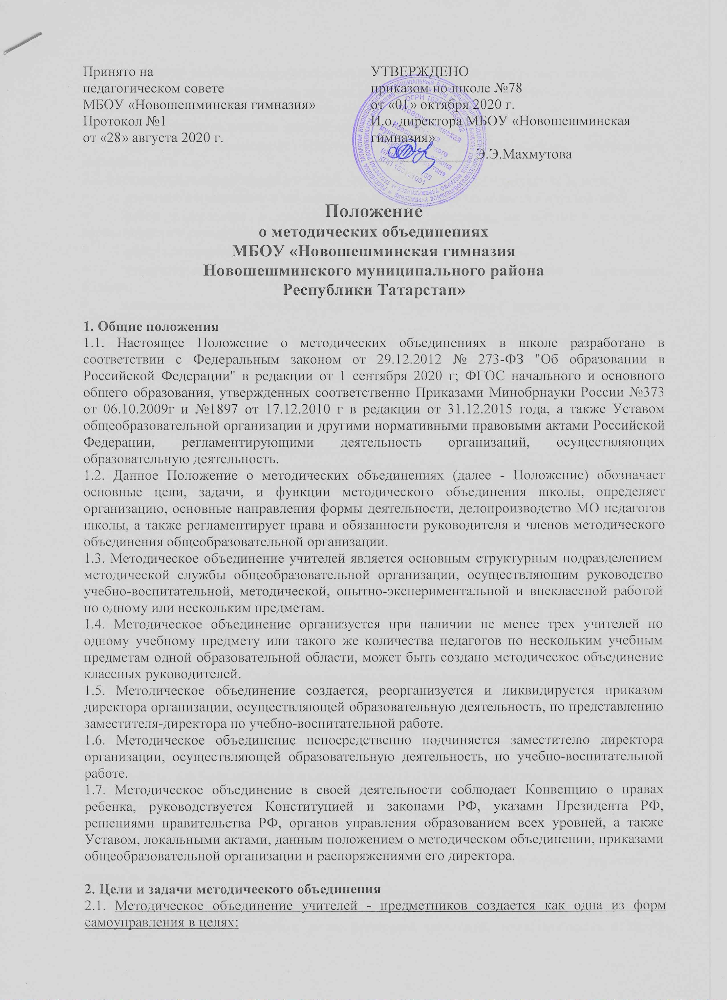 Принято на
педагогическом совете
МБОУ «Новошешминская гимназия»
Протокол №1
от «28» августа 2020 г.
УТВЕРЖДЕНО
приказом по школе №78
от «01» октября 2020 г.
И.о. директора МБОУ «Новошешминская
гимназия»
Э.Э.Махмутова
Положение
о методических объединениях
МБОУ «Новошешминская гимназия
Новошешминского муниципального района
Республики Татарстан»
1. Общие положения
1.1. Настоящее Положение о методических объединениях в школе разработано в
соответствии с Федеральным законом от 29.12.2012 № 273-ФЗ "Об образовании в
Российской Федерации" в редакции от 1 сентября 2020 г; ФГОС начального и основного
общего образования, утвержденных соответственно Приказами Минобрнауки России №373
от 06.10.2009г и №1897 от 17.12.2010 г в редакции от 31.12.2015 года, а также Уставом
общеобразовательной организации и другими нормативными правовыми актами Российской
Федерации, регламентирующими деятельность организаций, осуществляющих
образовательную деятельность.
1.2. Данное Положение о методических объединениях (далее - Положение) обозначает
основные цели, задачи, и функции методического объединения школы, определяет
организацию, основные направления формы деятельности, делопроизводство МО педагогов
школы, а также регламентирует права и обязанности руководителя и членов методического
объединения общеобразовательной организации.
1.3. Методическое объединение учителей является основным структурным подразделением
методической службы общеобразовательной организации, осуществляющим руководство
учебно-воспитательной, методической, опытно-экспериментальной и внеклассной работой
по одному или нескольким предметам.
1.4. Методическое объединение организуется при наличии не менее трех учителей по
одному учебному предмету или такого же количества педагогов по нескольким учебным
предметам одной образовательной области, может быть создано методическое объединение
классных руководителей.
1.5. Методическое объединение создается, реорганизуется и ликвидируется приказом
директора организации, осуществляющей образовательную деятельность, по представлению
заместителя-директора по учебно-воспитательной работе.
1.6. Методическое объединение непосредственно подчиняется заместителю директора
организации, осуществляющей образовательную деятельность, по учебно-воспитательной
работе.
1.7. Методическое объединение в своей деятельности соблюдает Конвенцию о правах
ребенка, руководствуется Конституцией и законами РФ, указами Президента РФ,
решениями правительства РФ, органов управления образованием всех уровней, а также
Уставом, локальными актами, данным положением о методическом объединении, приказами
общеобразовательной организации и распоряжениями его директора.
2. Цели и задачи методического объединения
2.1. Методическое объединение учителей - предметников создается как одна из форм
самоуправления в целях: